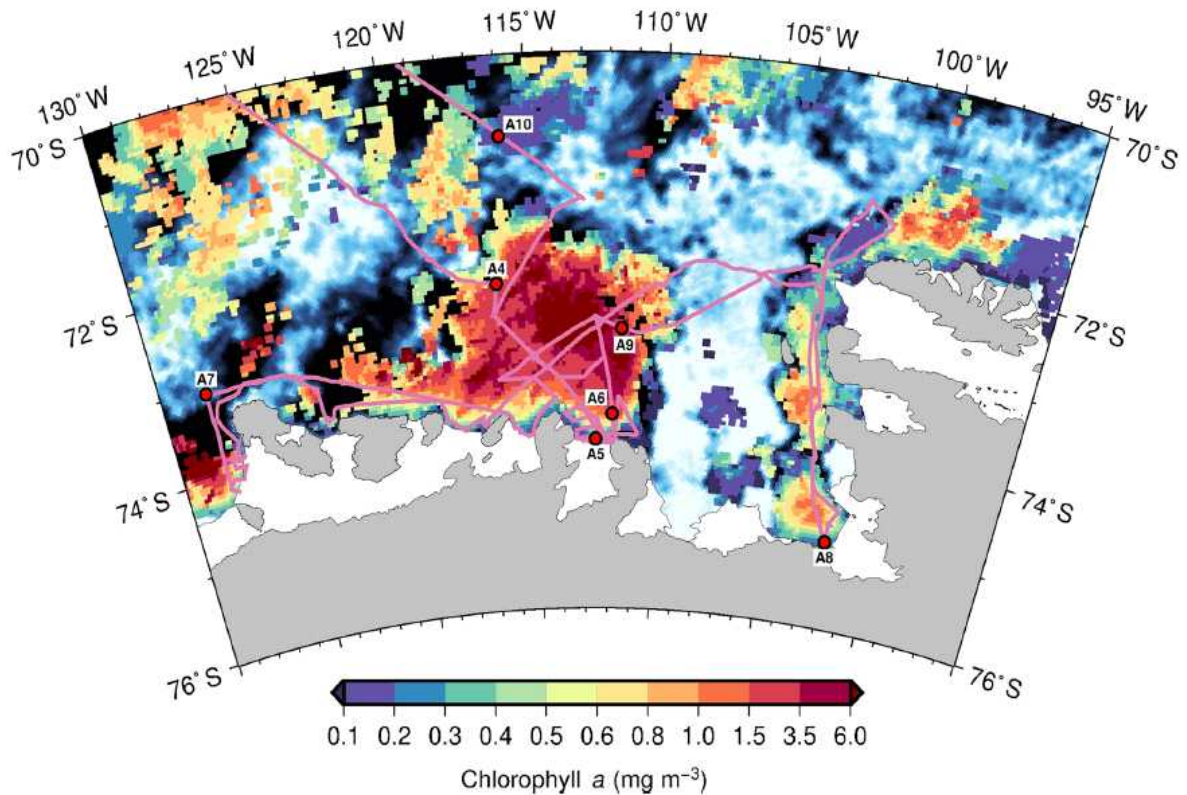 115˚W
110˚W
120˚W
105˚W
125˚W
100˚W
130˚W
95˚W
70˚S
70˚S
A10
A4
72˚S
72˚S
A9
A7
A6
A5
74˚S
74˚S
A8
76˚S
76˚S
0.1 0.2 0.3 0.4 0.5 0.6 0.8 1.0 1.5 3.5 6.0
Chlorophyll a (mg m⁻³)